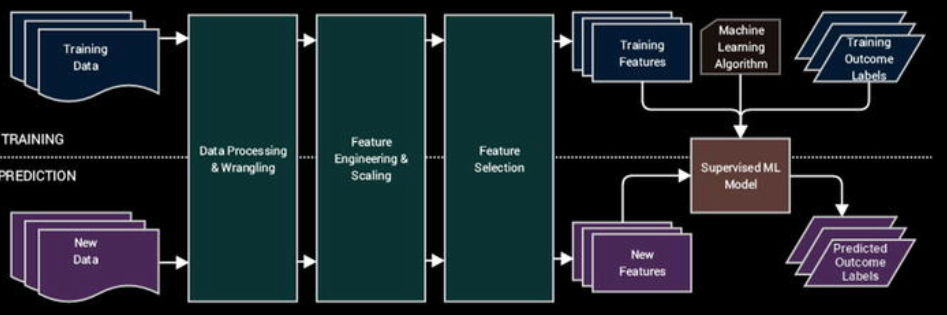 Training
Data
Data Processing
& Wrangling
Feature
Engineering &
Scaling
Feature
Selection
Training
Features
Machine
Learning
Algorithm
Training
Outcome
Labels
TRAINING
PREDICTION
Supervised ML
Model
New
Data
New
Features
Predicted
Outcome
Labels